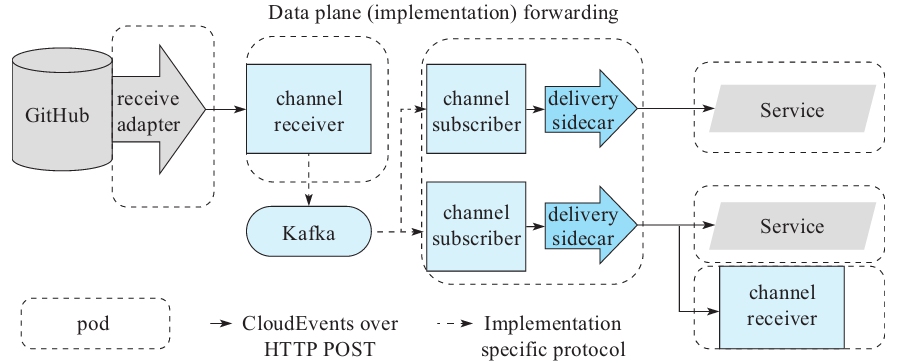 Data plane (implementation) forwarding
GitHub
receive
adapter
channel
receiver
Kafka
channel
subscriber
delivery
sidecar
Service
channel
subscriber
delivery
sidecar
Service
channel
receiver
pod
CloudEvents over
HTTP POST
Implementation
specific protocol